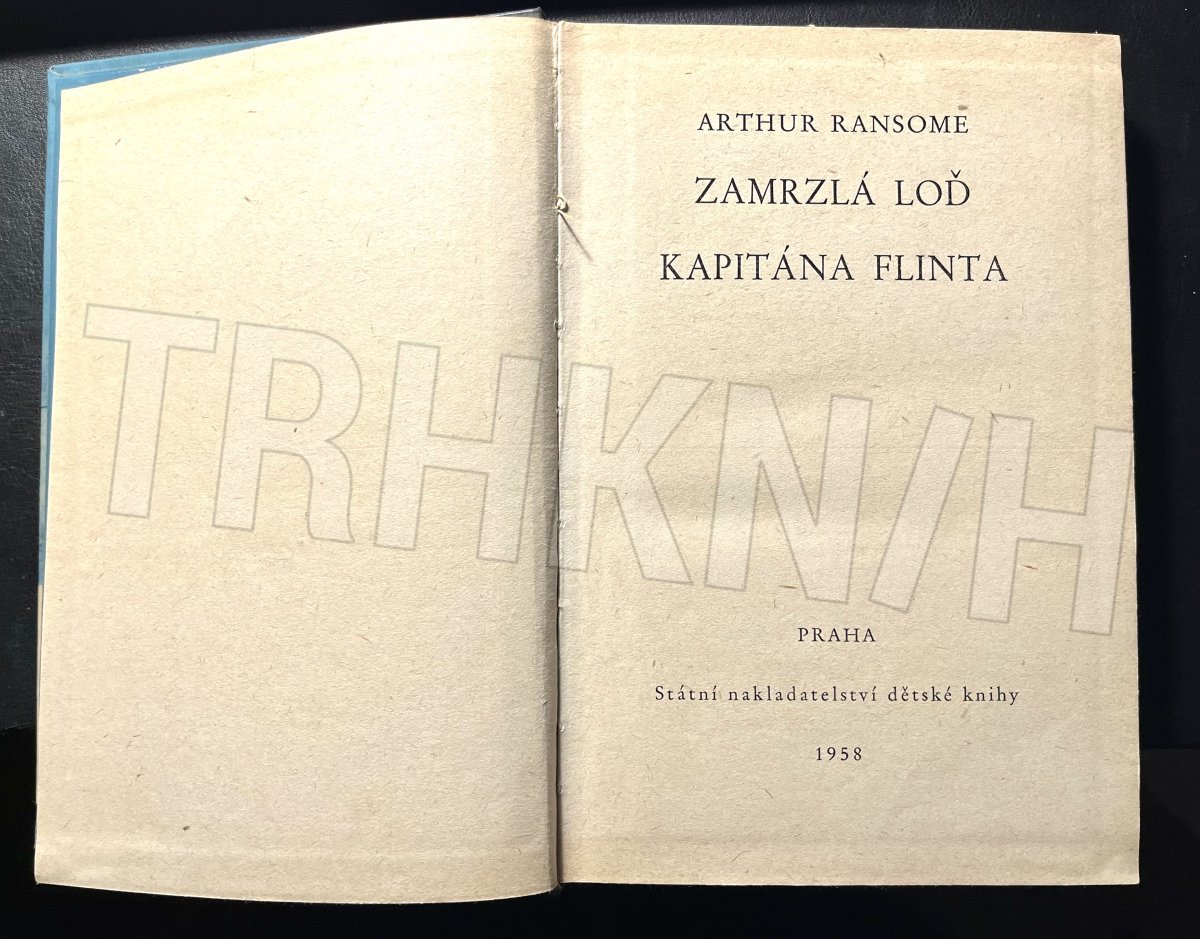 ARTHUR RANSOME
ZAMRZLÁ LOĎ
KAPITÁNA FLINTA
TRHKNIH
PRAHA
Státní nakladatelství dětské knihy
1958